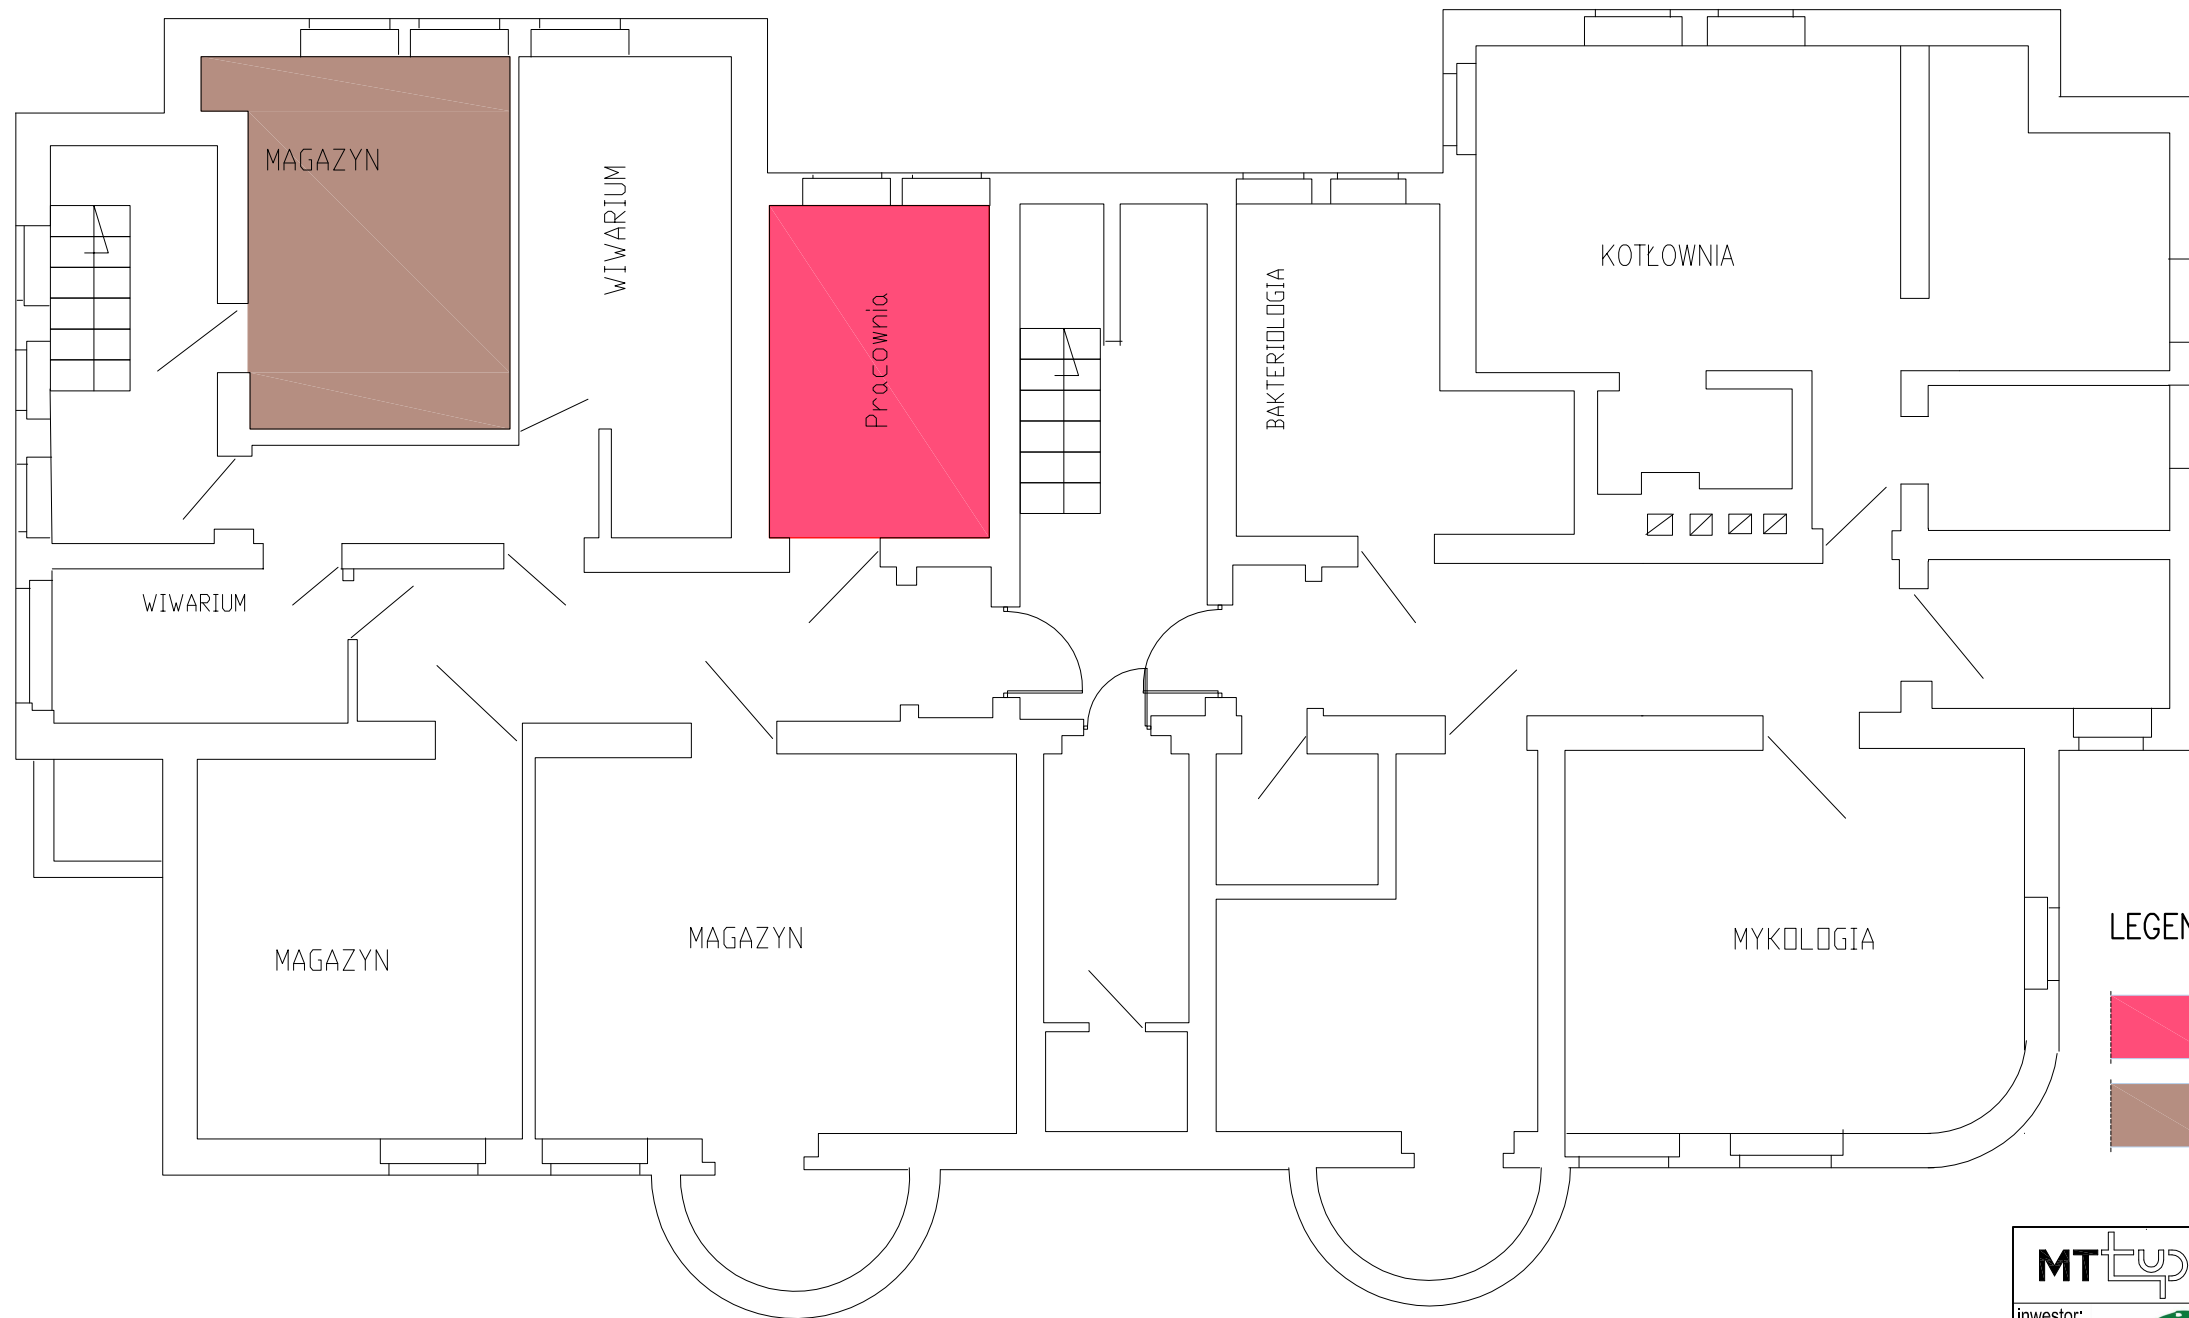 MAGAZYN
WIWARIUM
Pracownia
BAKTERIOLOGIA
KOTŁOWNIA
WIWARIUM
MAGAZYN
MAGAZYN
MYKOLOGIA
LEGEN
MT
inwestor: